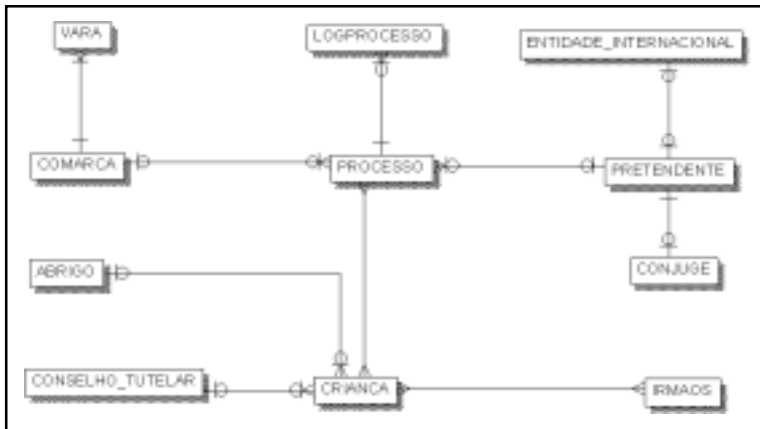 VARA
LOGPROCESSO
ENTIDADE_INTERNACIONAL
COMARCA
PROCESSO
PRETENDENTE
ABRIGO
CONJUGE
CONSELHO_TUTELAR
CRIANCA
IRMAOS